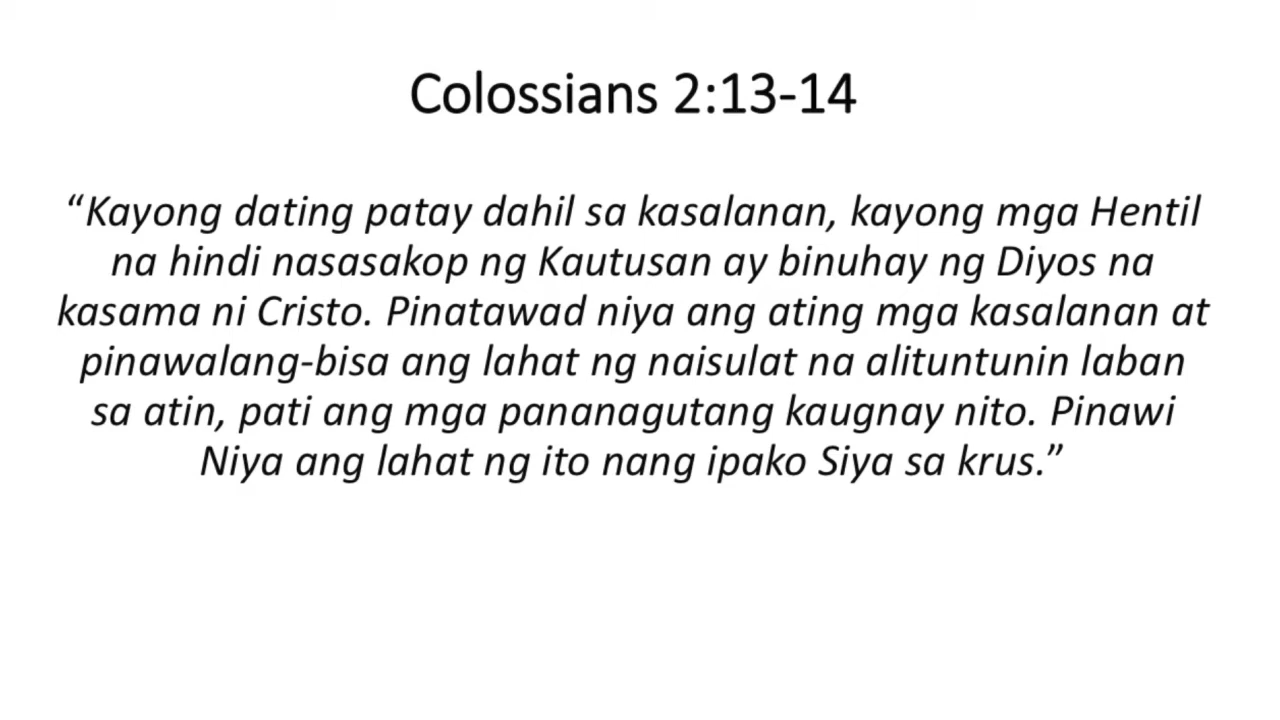 Colossians 2:13-14
“Kayong dating patay dahil sa kasalanan, kayong mga Hentil
na hindi nasasakop ng Kautusan ay binuhay ng Diyos na
kasama ni Cristo. Pinatawad niya ang ating mga kasalanan at
pinawalang-bisa ang lahat ng naisulat na alituntunin laban
sa atin, pati ang mga pananagutang kaugnay nito. Pinawi
Niya ang lahat ng ito nang ipako Siya sa krus.”